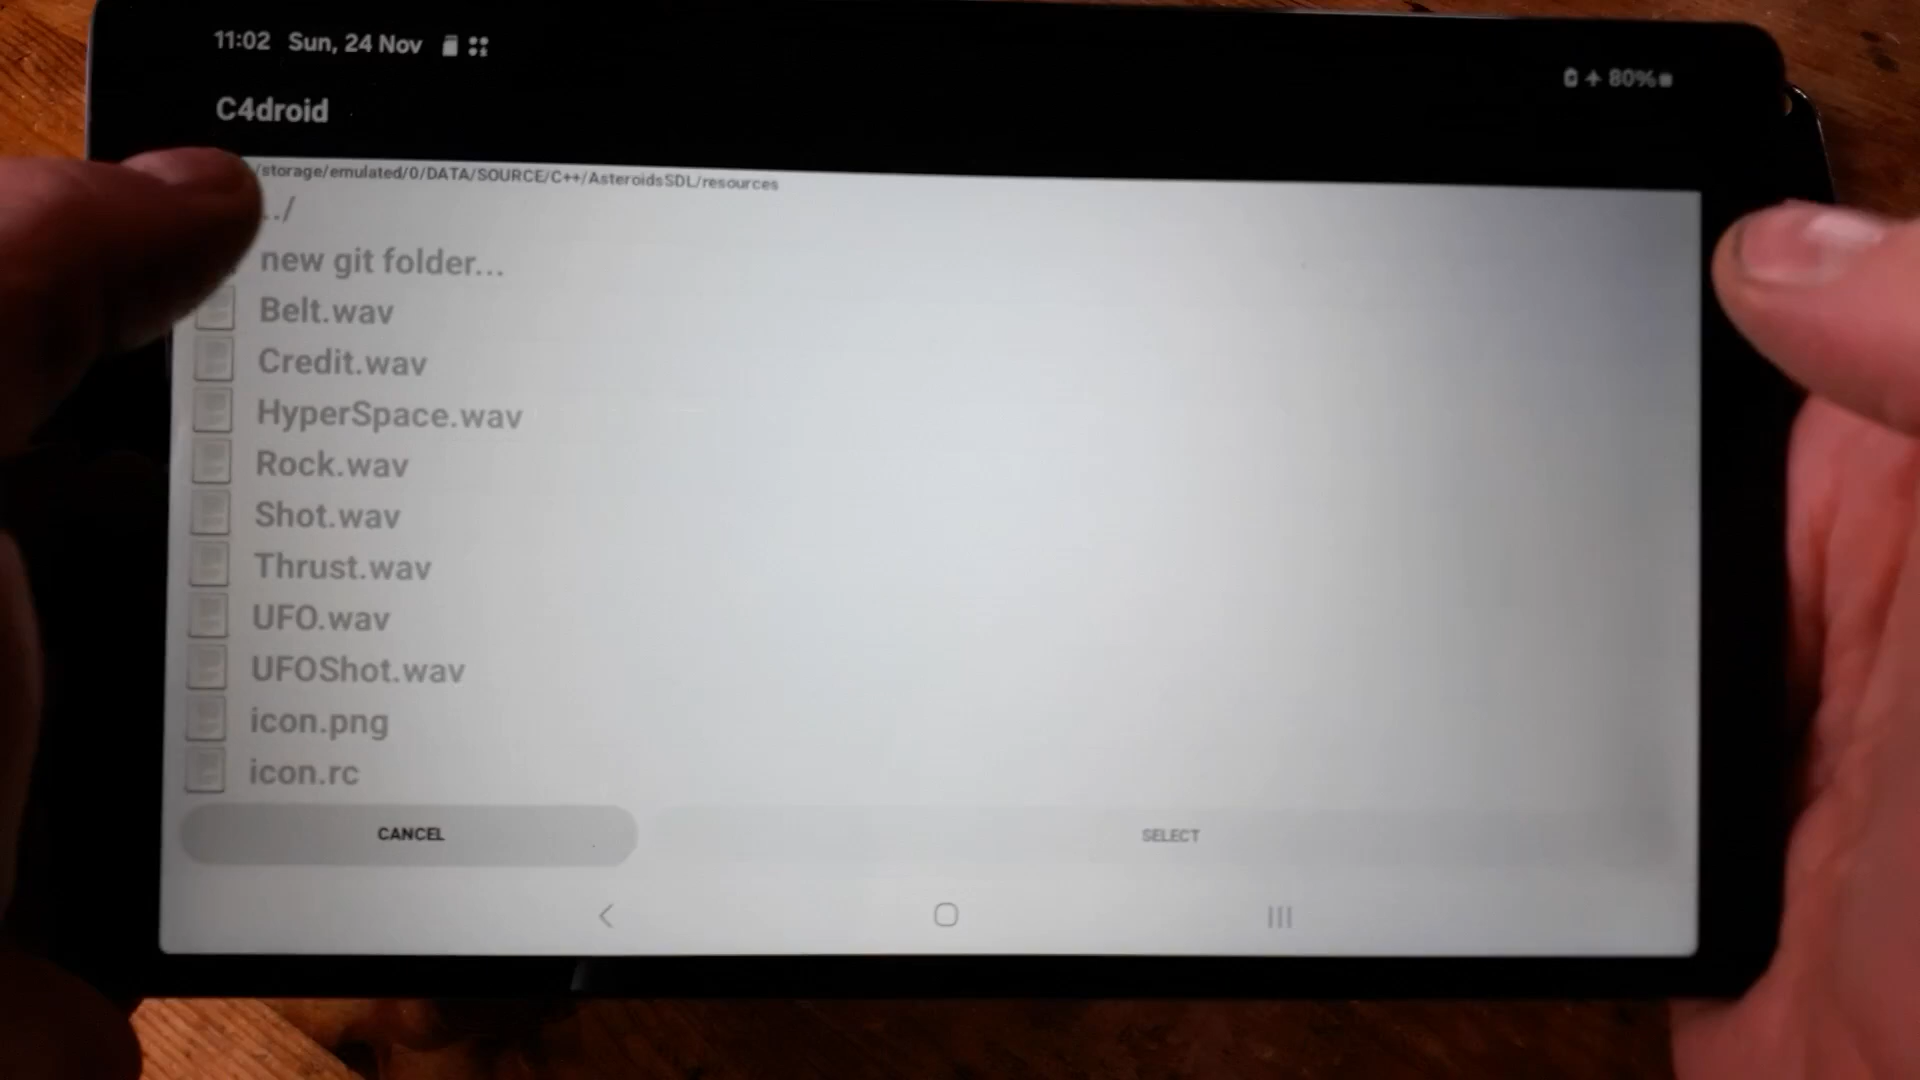 11:02 Sun, 24 Nov
80%
C4droid
/storage/emulated/0/DATA/SOURCE/C++/AsteroidsSDL/resources
../
new git folder...
Belt.wav
Credit.wav
HyperSpace.wav
Rock.wav
Shot.wav
Thrust.wav
UFO.wav
UFOShot.wav
icon.png
icon.rc
CANCEL
SELECT